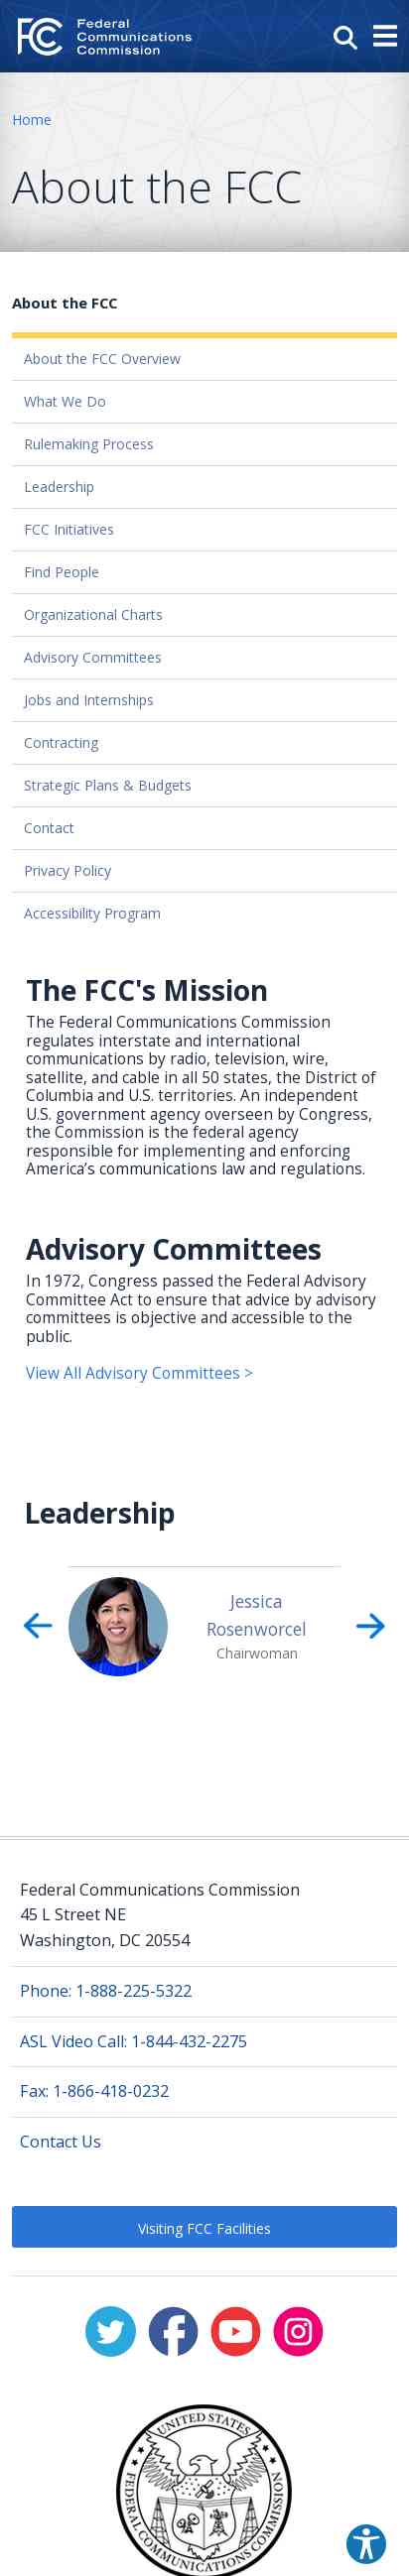 Federal
Communications
Commission
Home
About the FCC
About the FCC
About the FCC Overview
What We Do
Rulemaking Process
Leadership
FCC Initiatives
Find People
Organizational Charts
Advisory Committees
Jobs and Internships
Contracting
Strategic Plans & Budgets
Contact
Privacy Policy
Accessibility Program
The FCC's Mission
The Federal Communications Commission
regulates interstate and international
communications by radio, television, wire,
satellite, and cable in all 50 states, the District of
Columbia and U.S. territories. An independent
U.S. government agency overseen by Congress,
the Commission is the federal agency
responsible for implementing and enforcing
America’s communications law and regulations.
Advisory Committees
In 1972, Congress passed the Federal Advisory
Committee Act to ensure that advice by advisory
committees is objective and accessible to the
public.
View All Advisory Committees >
Leadership
Jessica
Rosenworcel
Chairwoman
Federal Communications Commission
45 L Street NE
Washington, DC 20554
Phone: 1-888-225-5322
ASL Video Call: 1-844-432-2275
Fax: 1-866-418-0232
Contact Us
Visiting FCC Facilities
UNITED STATES
FEDERAL COMMUNICATIONS COMMISSION